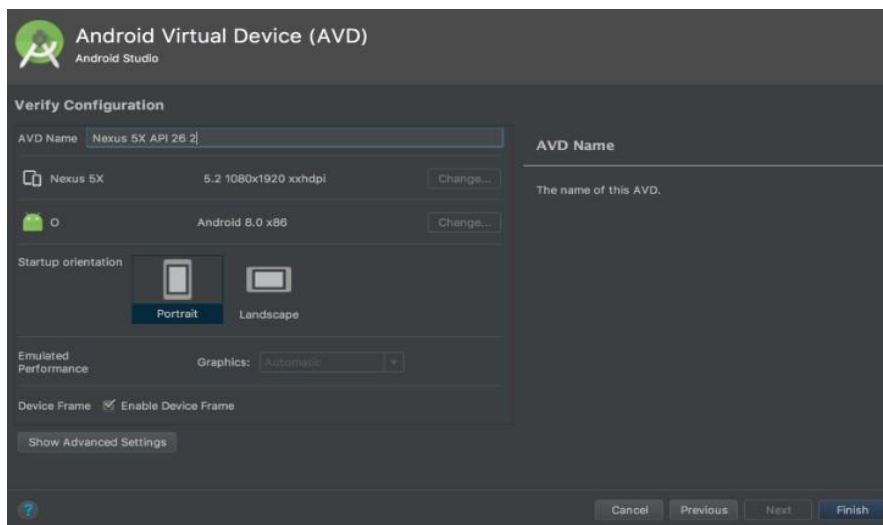 Android Virtual Device (AVD)
Android Studio
Verify Configuration
AVD Name Nexus 5X API 26 2
AVD Name
Nexus 5X 5.2 1080x1920 xxhdpi Change...
The name of this AVD.
O Android 8.0 x86 Change...
Startup orientation
Portrait Landscape
Emulated
Performance
Graphics: Automatic
Device Frame Enable Device Frame
Show Advanced Settings
? Cancel Previous Next Finish